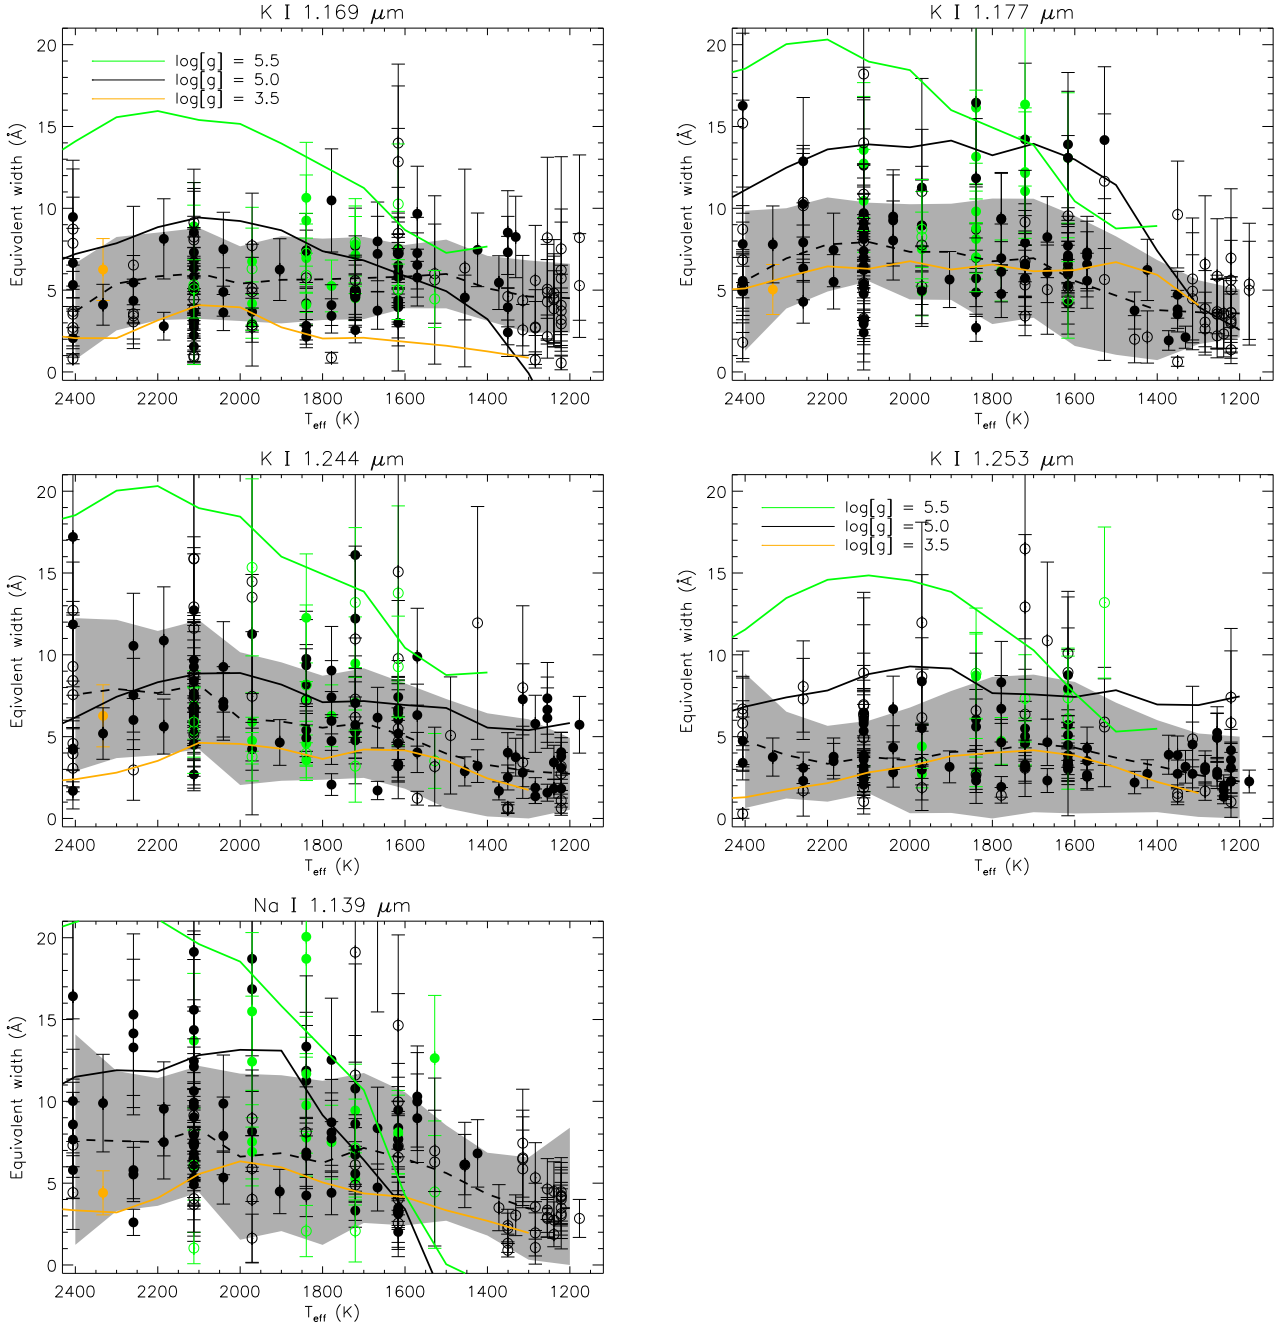 K I 1.169 μm
20
15
10
5
0
Equivalent width (Å)
log[g] = 5.5
log[g] = 5.0
log[g] = 3.5
2400 2200 2000 1800 1600 1400 1200
Teff (K)
K I 1.177 μm
20
15
10
5
0
Equivalent width (Å)
2400 2200 2000 1800 1600 1400 1200
Teff (K)
K I 1.244 μm
20
15
10
5
0
Eqivalent width (Å)
2400 2200 2000 1800 1600 1400 1200
Teff (K)
K I 1.253 μm
20
15
10
5
0
Equivalent width (Å)
log[g] = 5.5
log[g] = 5.0
log[g] = 3.5
2400 2200 2000 1800 1600 1400 1200
Teff (K)
Na I 1.139 μm
20
15
10
5
0
Equivalent width (Å)
2400 2200 2000 1800 1600 1400 1200
Teff (K)